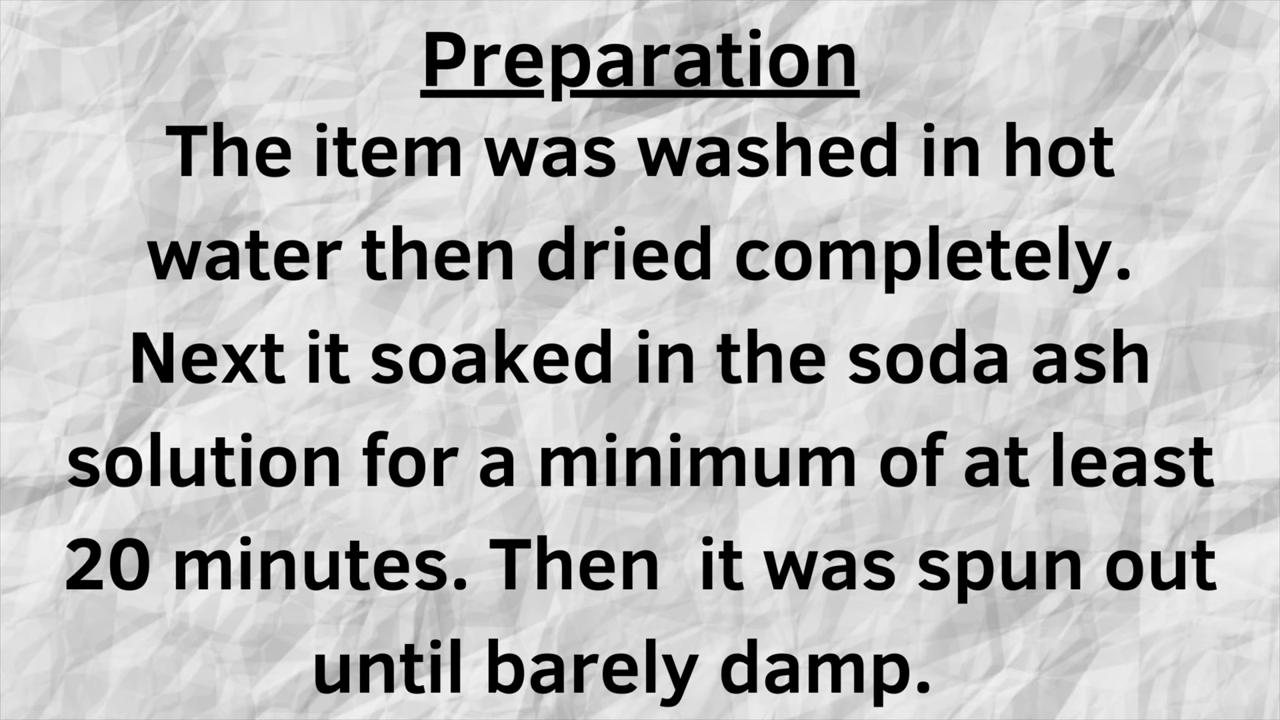 Preparation
The item was washed in hot
water then dried completely.
Next it soaked in the soda ash
solution for a minimum of at least
20 minutes. Then  it was spun out
until barely damp.